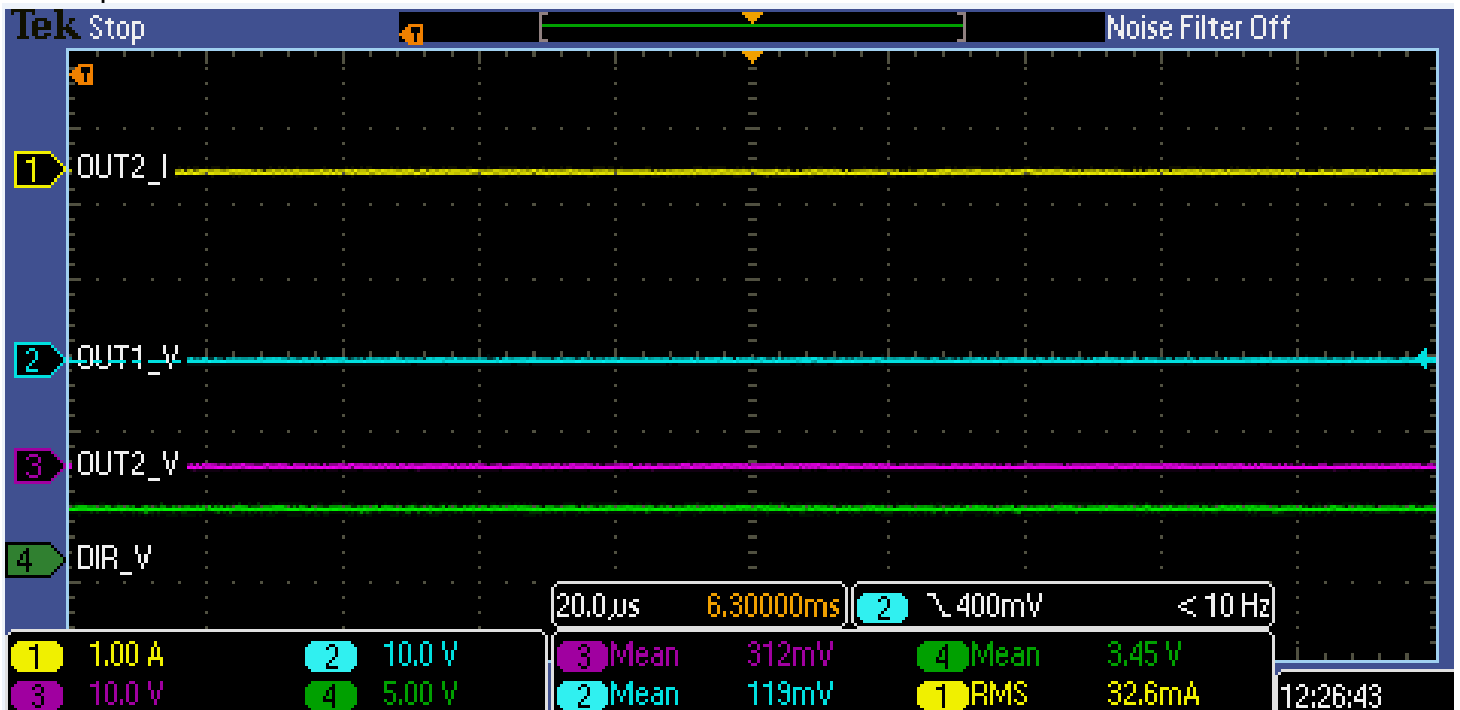 Tek Stop
T
Noise Filter Off
T
1 OUT2_I
2 OUT1_V
3 OUT2_V
4 DIR_V
20.0µs 6.30000ms 2 400mV < 10 Hz
1 1.00 A 2 10.0 V 3 Mean 312mV 4 Mean 3.45 V
3 10.0 V 4 5.00 V 2 Mean 119mV 1 RMS 32.6mA 12:26:43